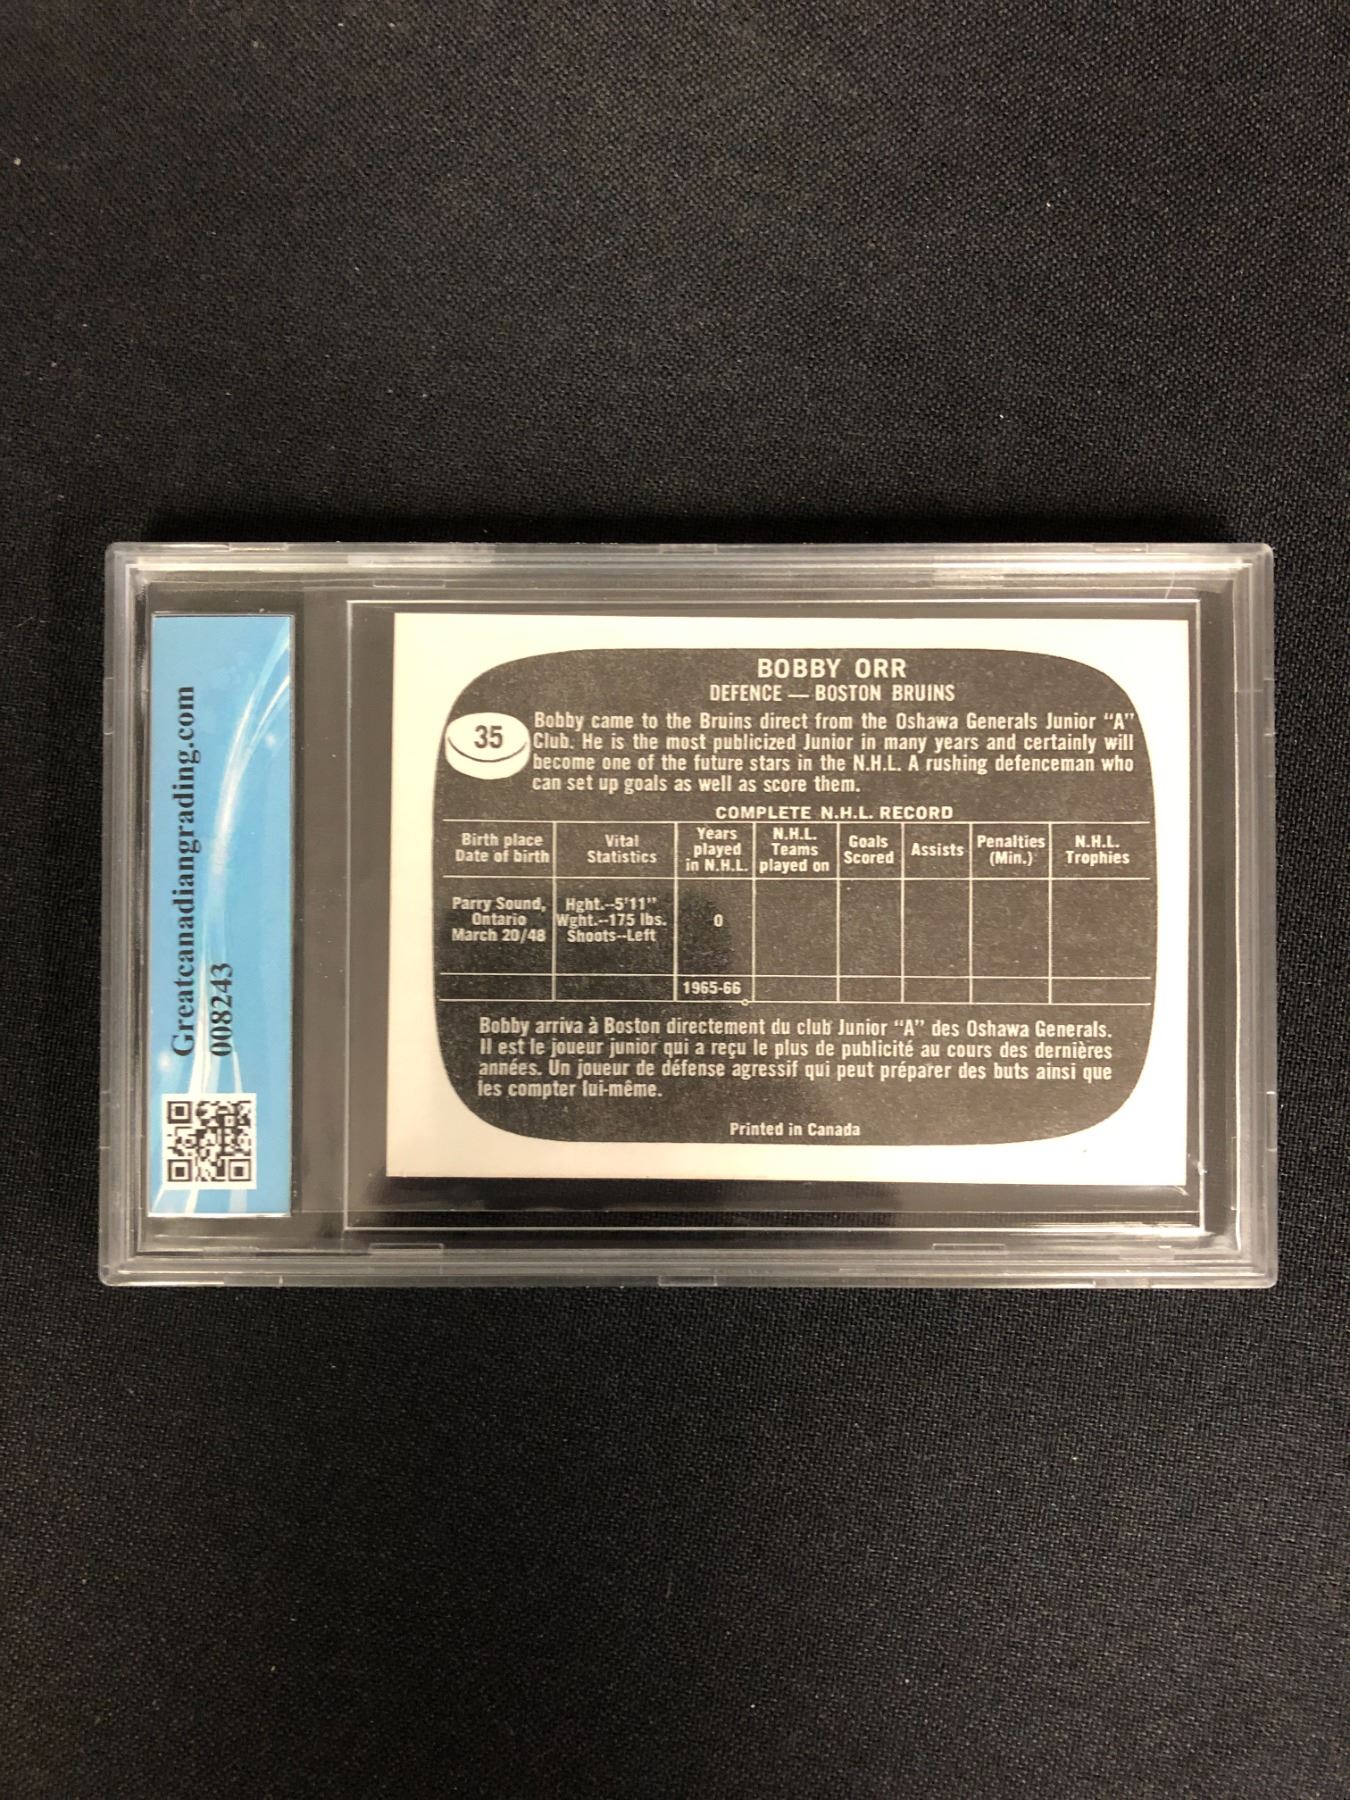 Greatcanadiangrading.com
008243
BOBBY ORR
DEFENCE — BOSTON BRUINS
35
Bobby came to the Bruins direct from the Oshawa Generals Junior "A"
Club. He is the most publicized Junior in many years and certainly will
become one of the future stars in the N.H.L. A rushing defenceman who
can set up goals as well as score them.
COMPLETE N.H.L. RECORD
Birth place
Date of birth
Vital
Statistics
Years
played
in N.H.L.
N.H.L.
Teams
played on
Goals
Scored
Assists
Penalties
(Min.)
N.H.L.
Trophies
Parry Sound,
Ontario
March 20/48
Hght.--5'11"
Wght.--175 lbs.
Shoots--Left
0
1965-66
Bobby arriva à Boston directement du club Junior "A" des Oshawa Generals.
Il est le joueur junior qui a reçu le plus de publicité au cours des dernières
années. Un joueur de défense agressif qui peut préparer des buts ainsi que
les compter lui-même.
Printed in Canada